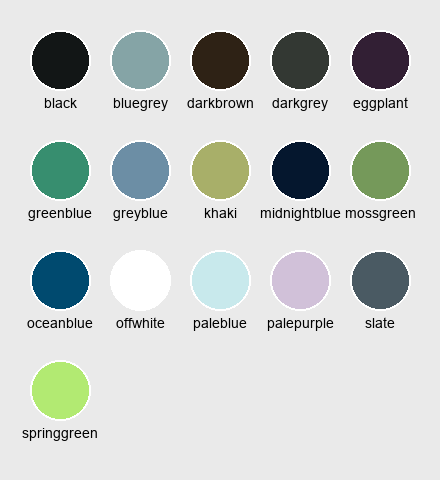 black bluegrey darkbrown darkgrey eggplant
greenblue greyblue khaki midnightblue mossgreen
oceanblue offwhite paleblue palepurple slate
springgreen